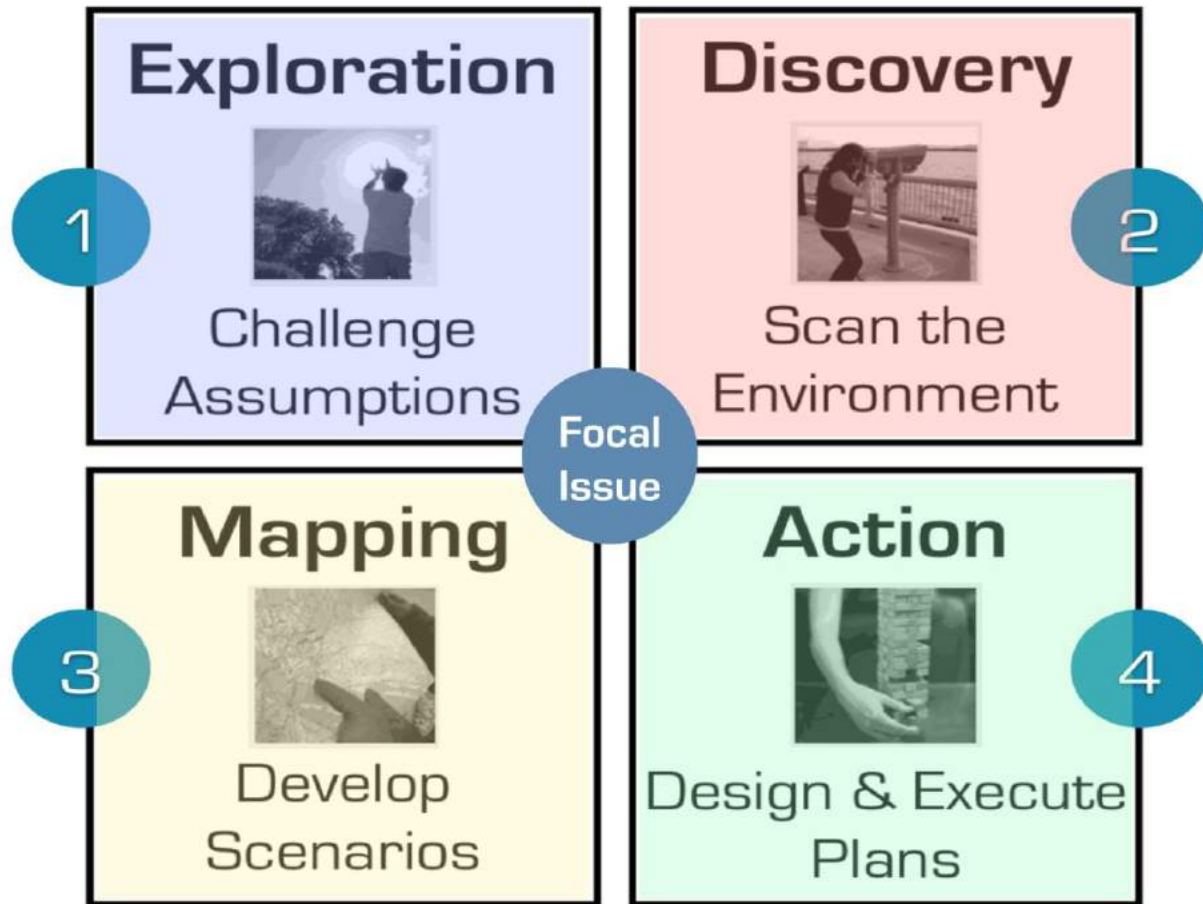 Exploration
1
Challenge
Assumptions
Discovery
2
Scan the
Environment
Focal
Issue
Mapping
3
Develop
Scenarios
Action
4
Design & Execute
Plans